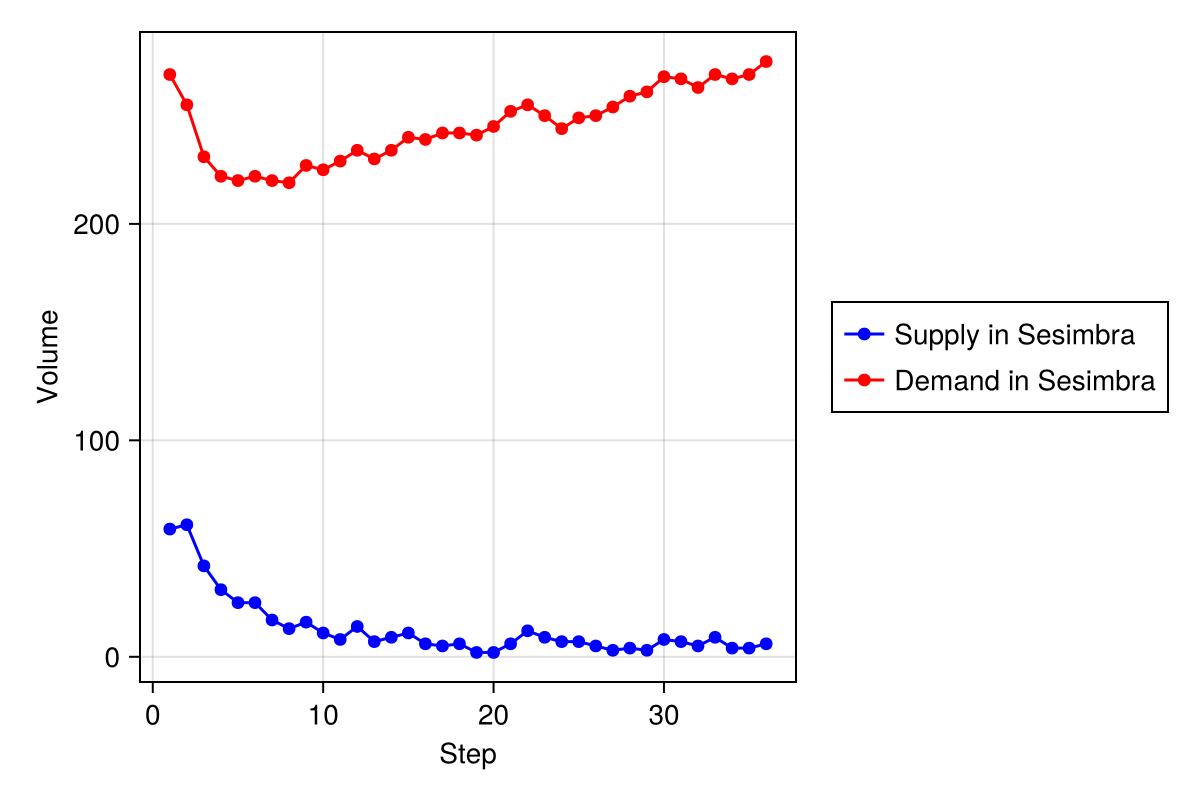 200
100
0
Volume
0 10 20 30
Step
Supply in Sesimbra
Demand in Sesimbra